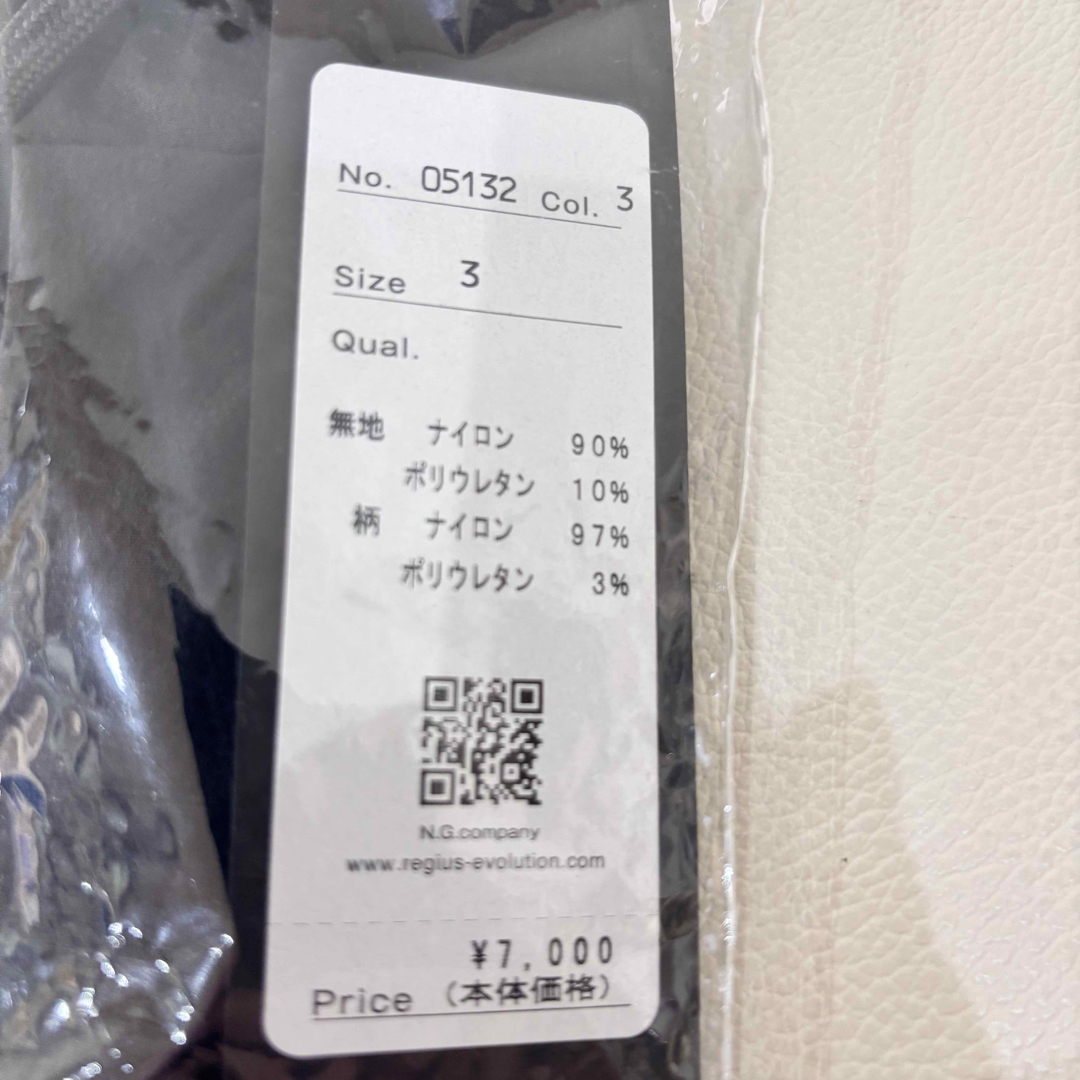 No. 05132 Col. 3
Size 3
Qual.
無地 ナイロン 90%
ポリウレタン 10%
柄 ナイロン 97%
ポリウレタン 3%
N.G.company
www.regius-evolution.com
¥7,000
Price (本体価格)